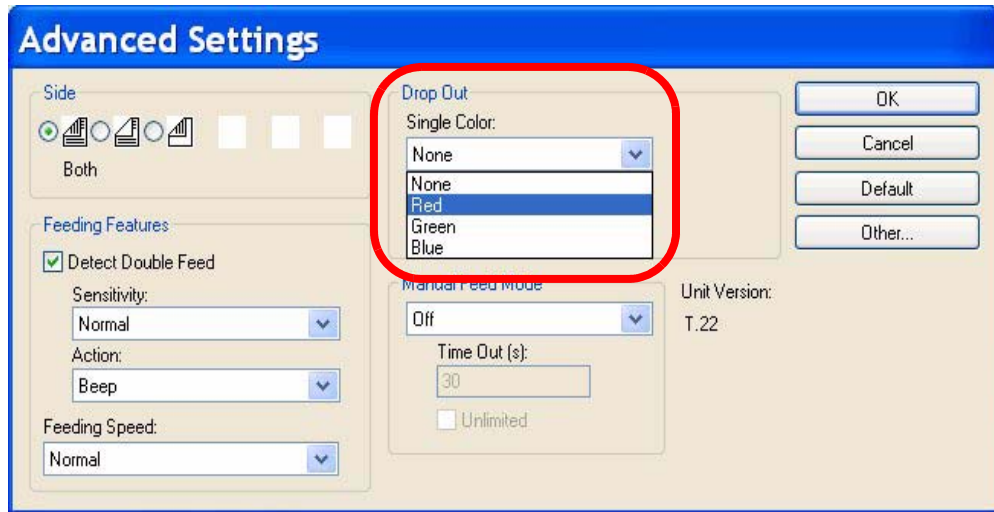 Advanced Settings
Side
Both
Feeding Features
Detect Double Feed
Sensitivity:
Normal
Action:
Beep
Feeding Speed:
Normal
Drop Out
Single Color:
None
None
Red
Green
Blue
Manual Feed Mode
Off
Time Out (s):
30
Unlimited
OK
Cancel
Default
Other...
Unit Version:
T.22